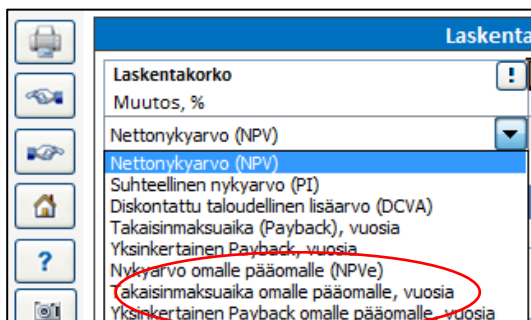 Laskenta
Laskentakorko
!
Muutos, %
Nettonykyarvo (NPV)
Nettonykyarvo (NPV)
Suhteellinen nykyarvo (PI)
Diskontattu taloudellinen lisäarvo (DCVA)
Takaisinmaksuaika (Payback), vuosia
Yksinkertainen Payback, vuosia
Nykyarvo omalle pääomalle (NPVe)
Takaisinmaksuaika omalle pääomalle, vuosia
?
Yksinkertainen Payback omalle pääomalle, vuosia